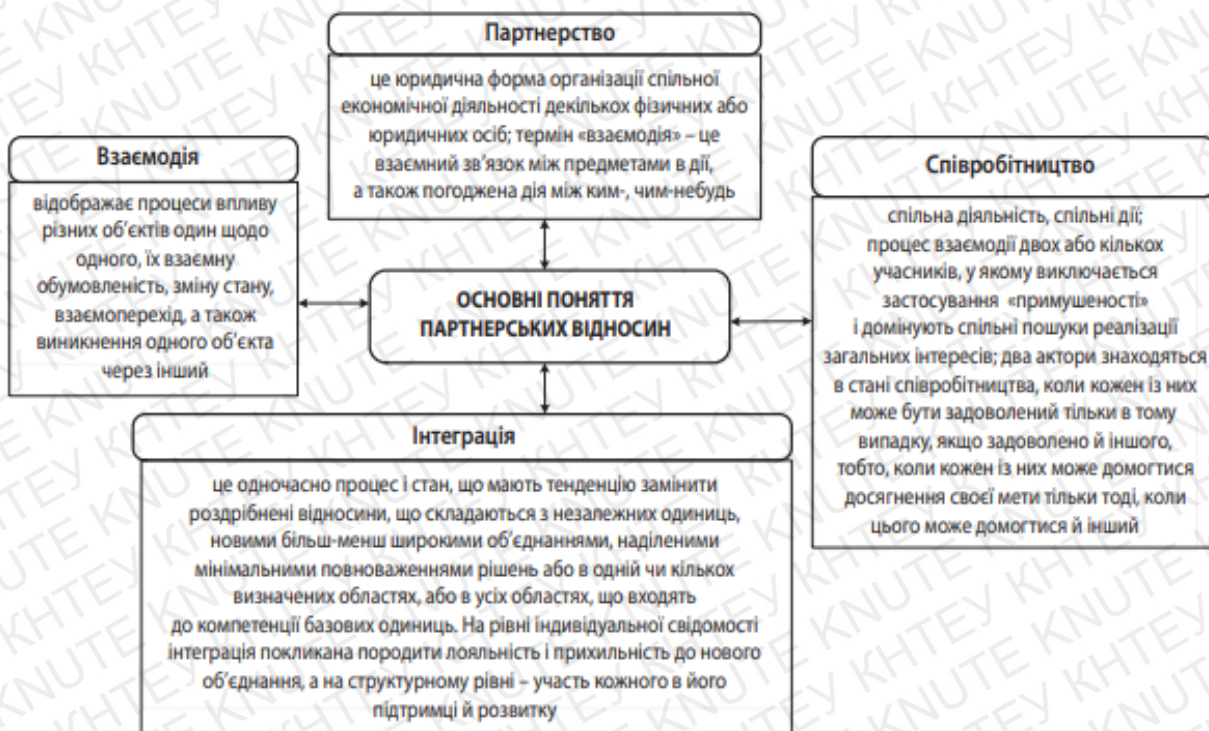 Партнерство
це юридична форма організації спільної
економічної діяльності декількох фізичних або
юридичних осіб; термін «взаємодія» – це
взаємний зв’язок між предметами в дії,
а також погоджена дія між ким-, чим-небудь
Взаємодія
відображає процеси впливу
різних об’єктів один щодо
одного, їх взаємну
обумовленість, зміну стану,
взаємоперехід, а також
виникнення одного об’єкта
через інший
ОСНОВНІ ПОНЯТТЯ
ПАРТНЕРСЬКИХ ВІДНОСИН
Співробітництво
спільна діяльність, спільні дії;
процес взаємодії двох або кількох
учасників, у якому виключається
застосування «примушеності»
і домінують спільні пошуки реалізації
загальних інтересів; два актори знаходяться
в стані співробітництва, коли кожен із них
може бути задоволений тільки в тому
випадку, якщо задоволено й іншого,
тобто, коли кожен із них може домогтися
досягнення своєї мети тільки тоді, коли
цього може домогтися й інший
Інтеграція
це одночасно процес і стан, що мають тенденцію замінити
роздрібнені відносини, що складаються з незалежних одиниць,
новими більш-менш широкими об’єднаннями, наділеними
мінімальними повноваженнями рішень або в одній чи кількох
визначених областях, або в усіх областях, що входять
до компетенції базових одиниць. На рівні індивідуальної свідомості
інтеграція покликана породити лояльність і прихильність до нового
об’єднання, а на структурному рівні – участь кожного в його
підтримці й розвитку